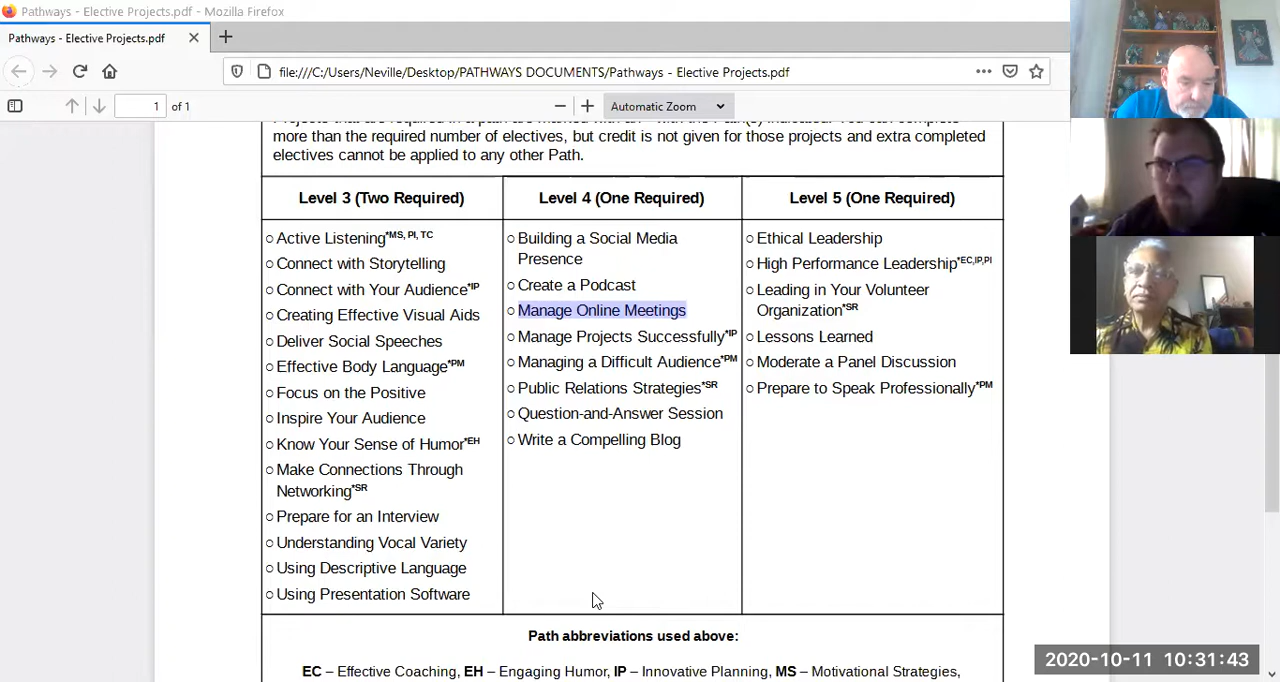 Pathways - Elective Projects.pdf - Mozilla Firefox
Pathways - Elective Projects.pdf
file:///C:/Users/Neville/Desktop/PATHWAYS DOCUMENTS/Pathways - Elective Projects.pdf
1 of 1
Automatic Zoom
more than the required number of electives, but credit is not given for those projects and extra completed
electives cannot be applied to any other Path.
Level 3 (Two Required)
○ Active Listening*MS, PI, TC
○ Connect with Storytelling
○ Connect with Your Audience*IP
○ Creating Effective Visual Aids
○ Deliver Social Speeches
○ Effective Body Language*PM
○ Focus on the Positive
○ Inspire Your Audience
○ Know Your Sense of Humor*EH
○ Make Connections Through
Networking*SR
○ Prepare for an Interview
○ Understanding Vocal Variety
○ Using Descriptive Language
○ Using Presentation Software
Level 4 (One Required)
○ Building a Social Media
Presence
○ Create a Podcast
○ Manage Online Meetings
○ Manage Projects Successfully*IP
○ Managing a Difficult Audience*PM
○ Public Relations Strategies*SR
○ Question-and-Answer Session
○ Write a Compelling Blog
Level 5 (One Required)
○ Ethical Leadership
○ High Performance Leadership*EC,IP,PI
○ Leading in Your Volunteer
Organization*SR
○ Lessons Learned
○ Moderate a Panel Discussion
○ Prepare to Speak Professionally*PM
Path abbreviations used above:
EC – Effective Coaching, EH – Engaging Humor, IP – Innovative Planning, MS – Motivational Strategies,
2020-10-11 10:31:43